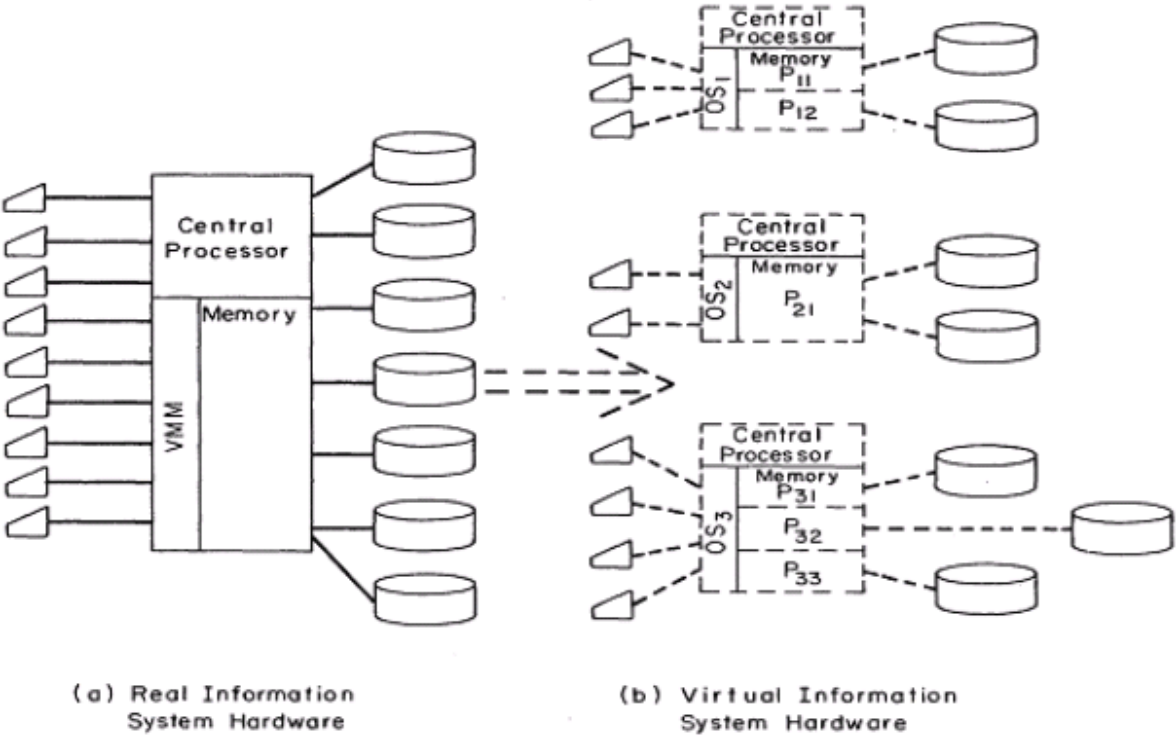 Central
Processor
Memory
VMM
Central
Processor
Memory
OS1
P11
P12
Central
Processor
Memory
OS2
P21
Central
Processor
Memory
OS3
P31
P32
P33
(a) Real Information
System Hardware
(b) Virtual Information
System Hardware